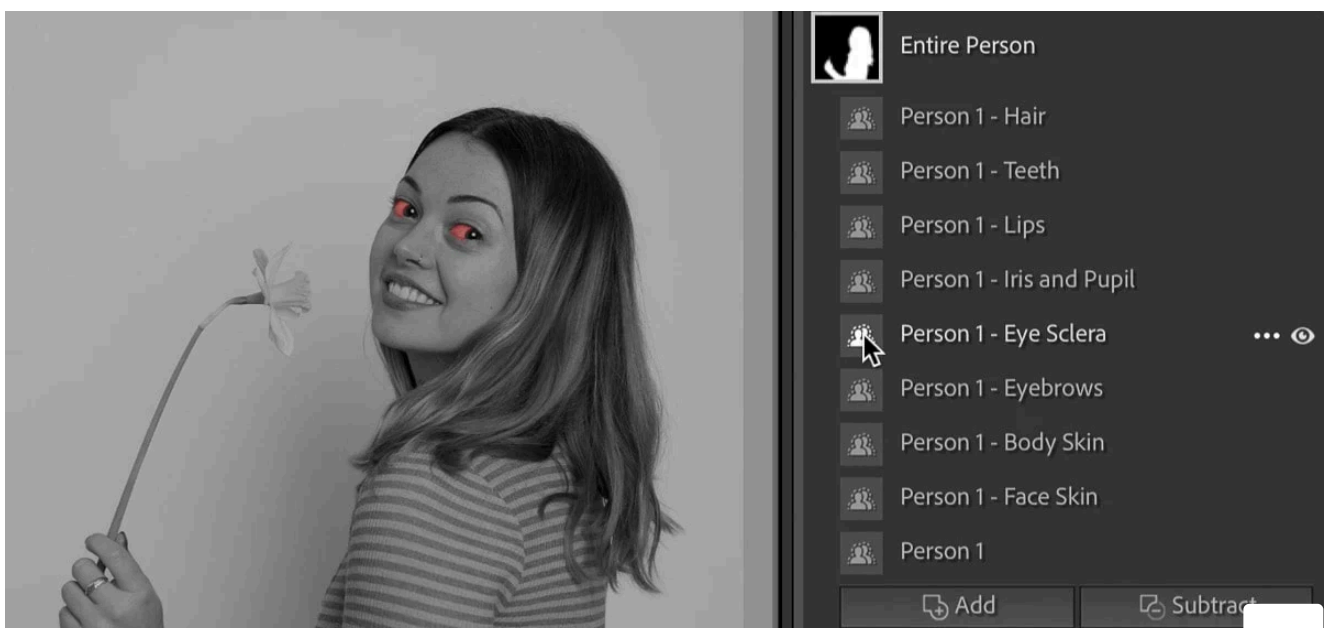 Entire Person
Person 1 - Hair
Person 1 - Teeth
Person 1 - Lips
Person 1 - Iris and Pupil
Person 1 - Eye Sclera
Person 1 - Eyebrows
Person 1 - Body Skin
Person 1 - Face Skin
Person 1
Add
Subtract